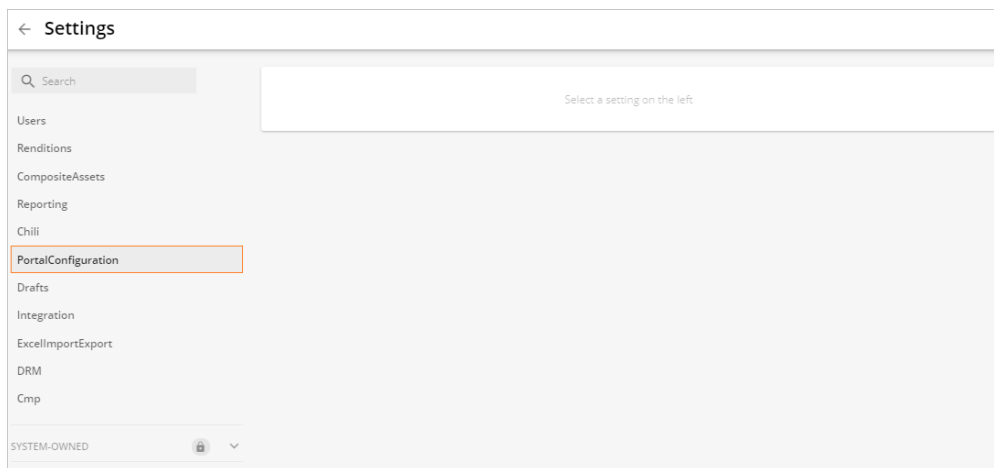 Settings
Search
Select a setting on the left
Users
Renditions
CompositeAssets
Reporting
Chili
PortalConfiguration
Drafts
Integration
ExcelImportExport
DRM
Cmp
SYSTEM-OWNED